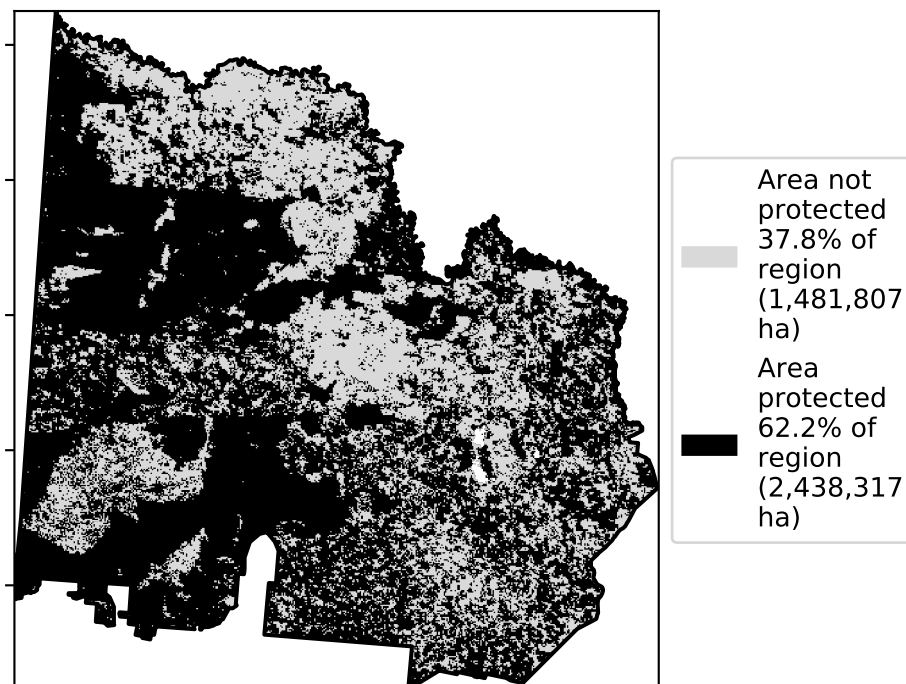 Area not
protected
37.8% of
region
(1,481,807
ha)
Area
protected
62.2% of
region
(2,438,317
ha)